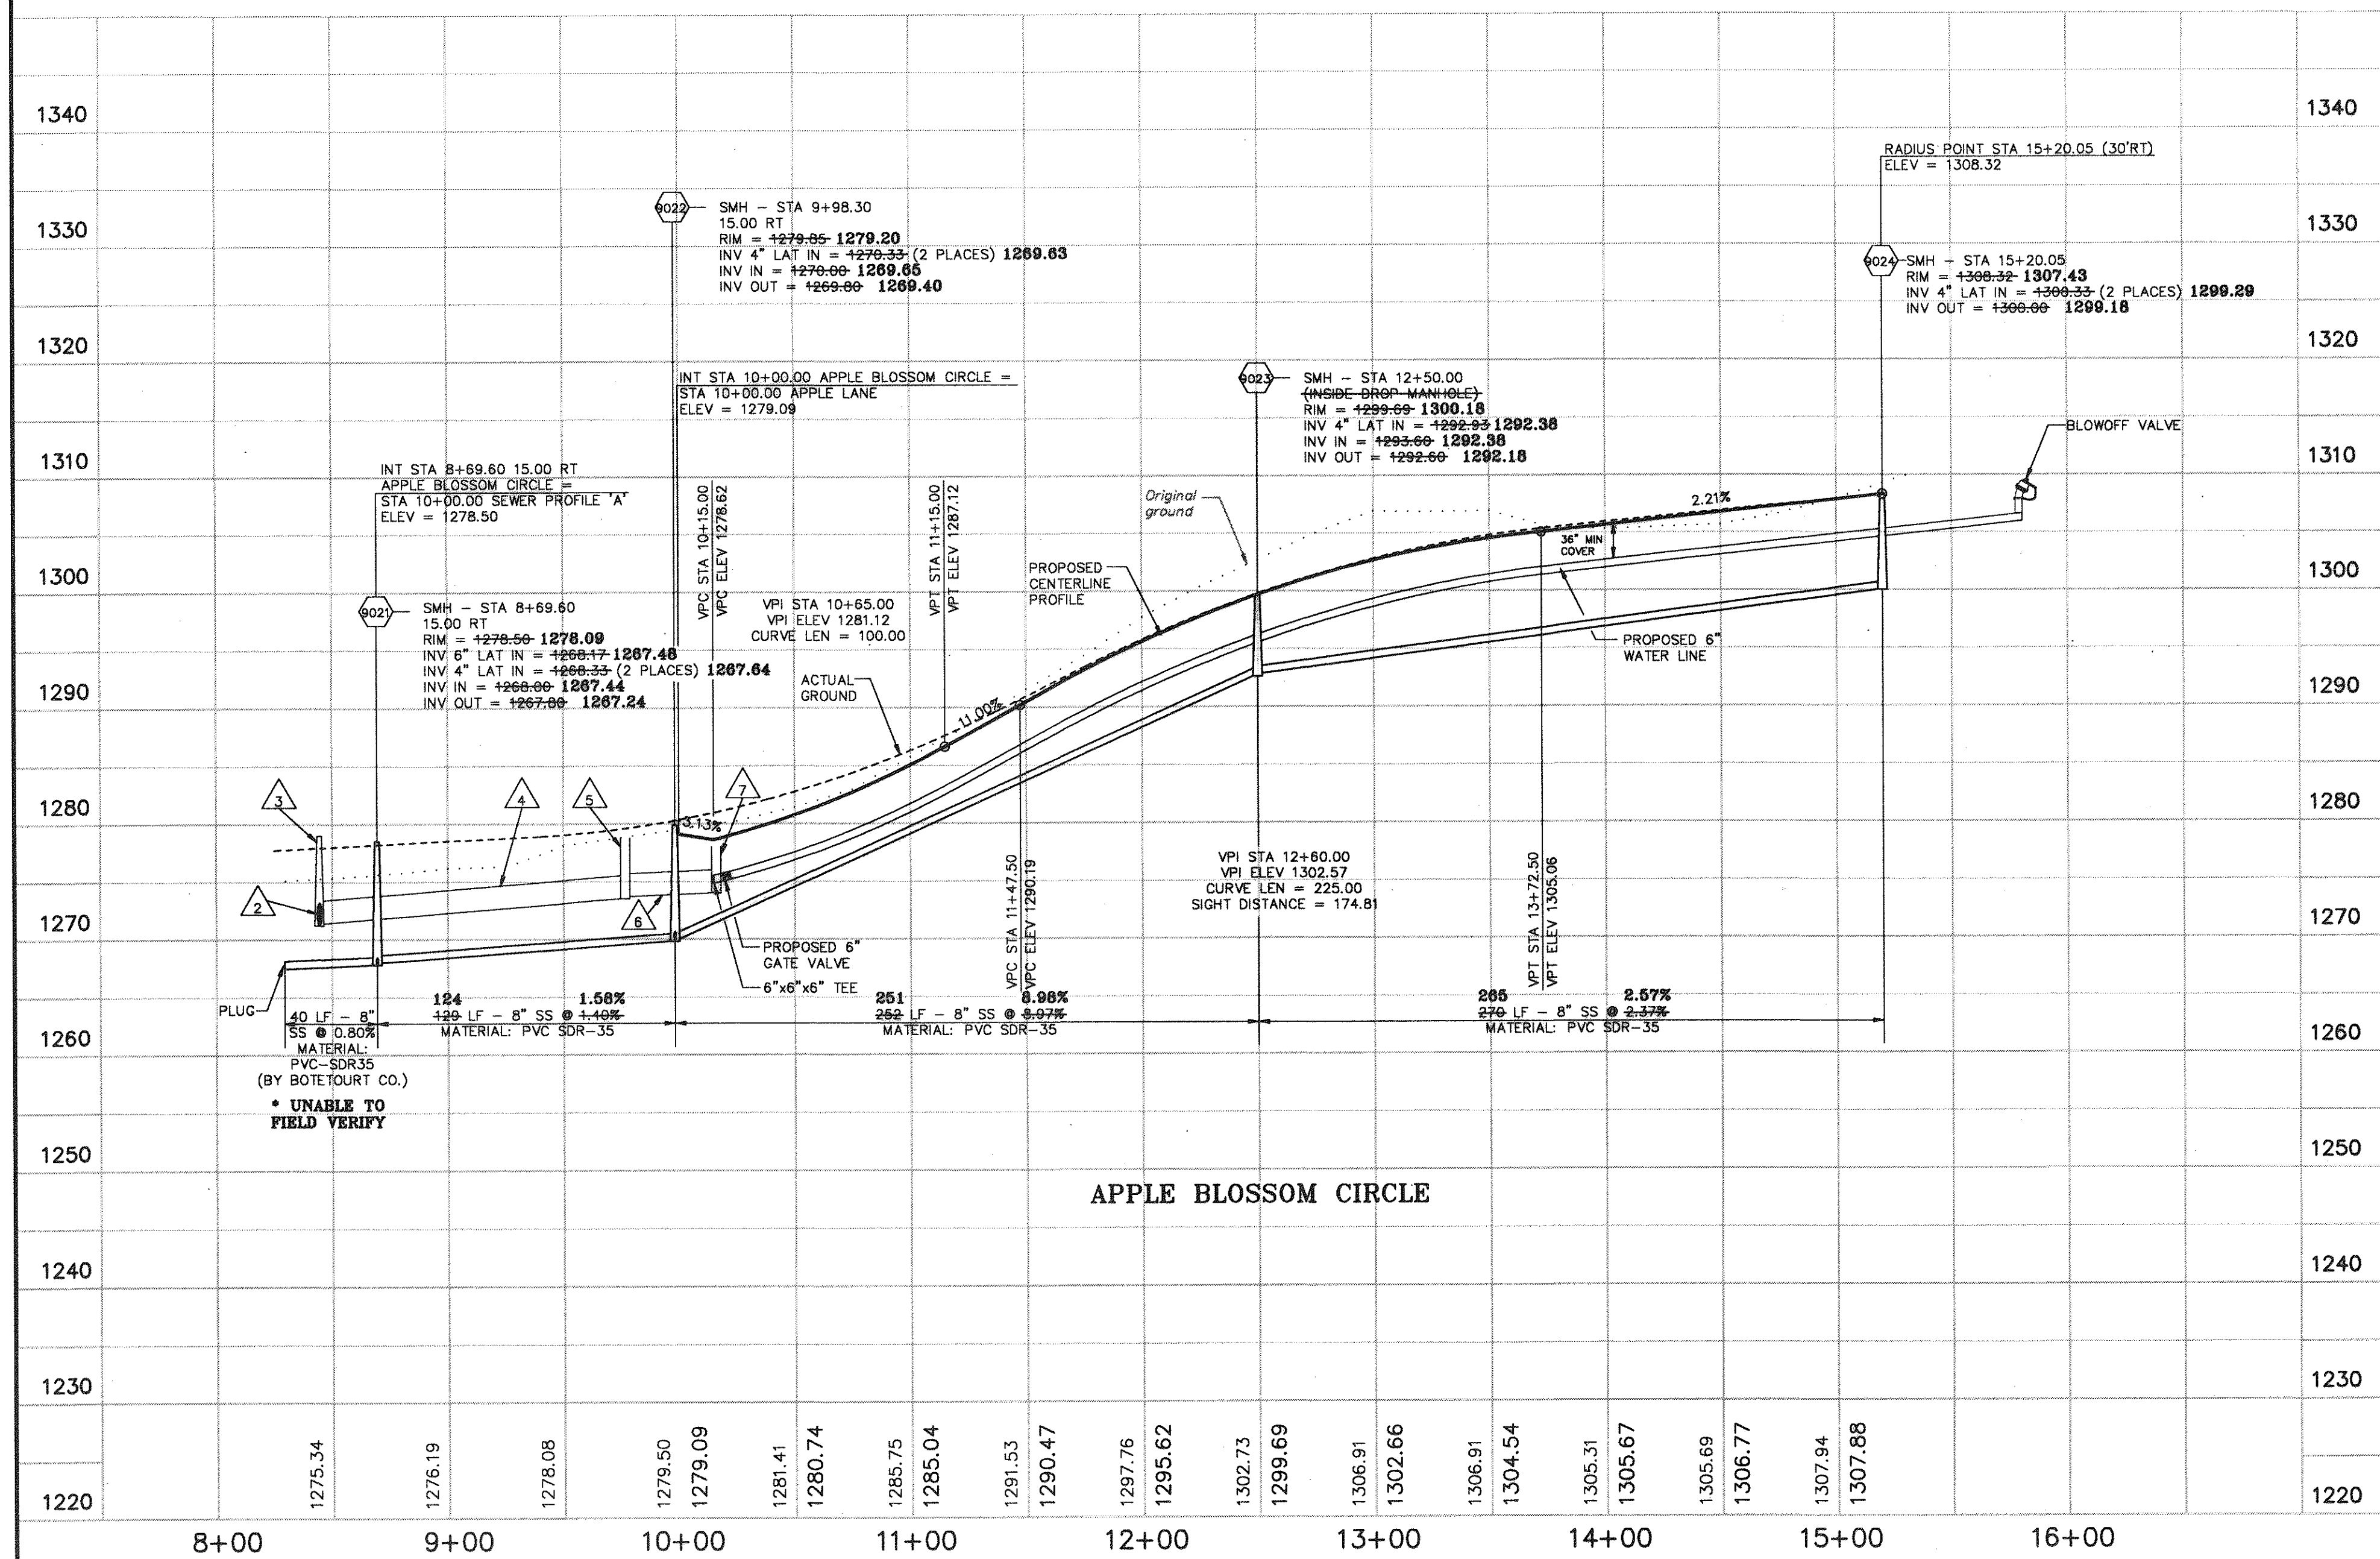 1340
1330
1320
1310
1300
1290
1280
1270
1260
1250
1240
1230
1220
1340
1330
1320
1310
1300
1290
1280
1270
1260
1250
1240
1230
1220
RADIUS POINT STA 15+20.05 (30'RT)
ELEV = 1308.32
9022
SMH - STA 9+98.30
15.00 RT
RIM = 1279.85 1279.20
INV 4" LAT IN = 1270.33 (2 PLACES) 1269.63
INV IN = 1270.00 1269.65
INV OUT = 1269.80 1269.40
9024
SMH - STA 15+20.05
RIM = 1308.32 1307.43
INV 4" LAT IN = 1300.33 (2 PLACES) 1299.29
INV OUT = 1300.00 1299.18
INT STA 10+00.00 APPLE BLOSSOM CIRCLE =
STA 10+00.00 APPLE LANE
ELEV = 1279.09
9023
SMH - STA 12+50.00
(INSIDE DROP MANHOLE)
RIM = 1299.69 1300.18
INV 4" LAT IN = 1292.93 1292.38
INV IN = 1293.60 1292.38
INV OUT = 1292.60 1292.18
BLOWOFF VALVE
INT STA 8+69.60 15.00 RT
APPLE BLOSSOM CIRCLE =
STA 10+00.00 SEWER PROFILE 'A'
ELEV = 1278.50
VPC STA 10+15.00
VPC ELEV 1278.62
VPT STA 11+15.00
VPT ELEV 1287.12
Original
ground
2.21%
36" MIN
COVER
PROPOSED
CENTERLINE
PROFILE
9021
SMH - STA 8+69.60
15.00 RT
RIM = 1278.50 1278.09
INV 6" LAT IN = 1268.17 1267.48
INV 4" LAT IN = 1268.33 (2 PLACES) 1267.64
INV IN = 1268.00 1267.44
INV OUT = 1267.80 1267.24
VPI STA 10+65.00
VPI ELEV 1281.12
CURVE LEN = 100.00
PROPOSED 6"
WATER LINE
ACTUAL
GROUND
11.00%
3
4
5
7
3.13%
2
6
VPI STA 12+60.00
VPI ELEV 1302.57
CURVE LEN = 225.00
SIGHT DISTANCE = 174.81
VPC STA 11+47.50
VPC ELEV 1290.19
VPT STA 13+72.50
VPT ELEV 1305.06
PROPOSED 6"
GATE VALVE
6"x6"x6" TEE
PLUG
40 LF - 8"
SS @ 0.80%
MATERIAL:
PVC-SDR35
(BY BOTETOURT CO.)
* UNABLE TO
FIELD VERIFY
124 1.58%
129 LF - 8" SS @ 1.40%
MATERIAL: PVC SDR-35
251 8.98%
252 LF - 8" SS @ 8.97%
MATERIAL: PVC SDR-35
265 2.57%
270 LF - 8" SS @ 2.37%
MATERIAL: PVC SDR-35
APPLE BLOSSOM CIRCLE
1275.34
1276.19
1278.08
1279.50
1279.09
1281.41
1280.74
1285.75
1285.04
1291.53
1290.47
1297.76
1295.62
1302.73
1299.69
1306.91
1302.66
1306.91
1304.54
1305.31
1305.67
1305.69
1306.77
1307.94
1307.88
8+00
9+00
10+00
11+00
12+00
13+00
14+00
15+00
16+00